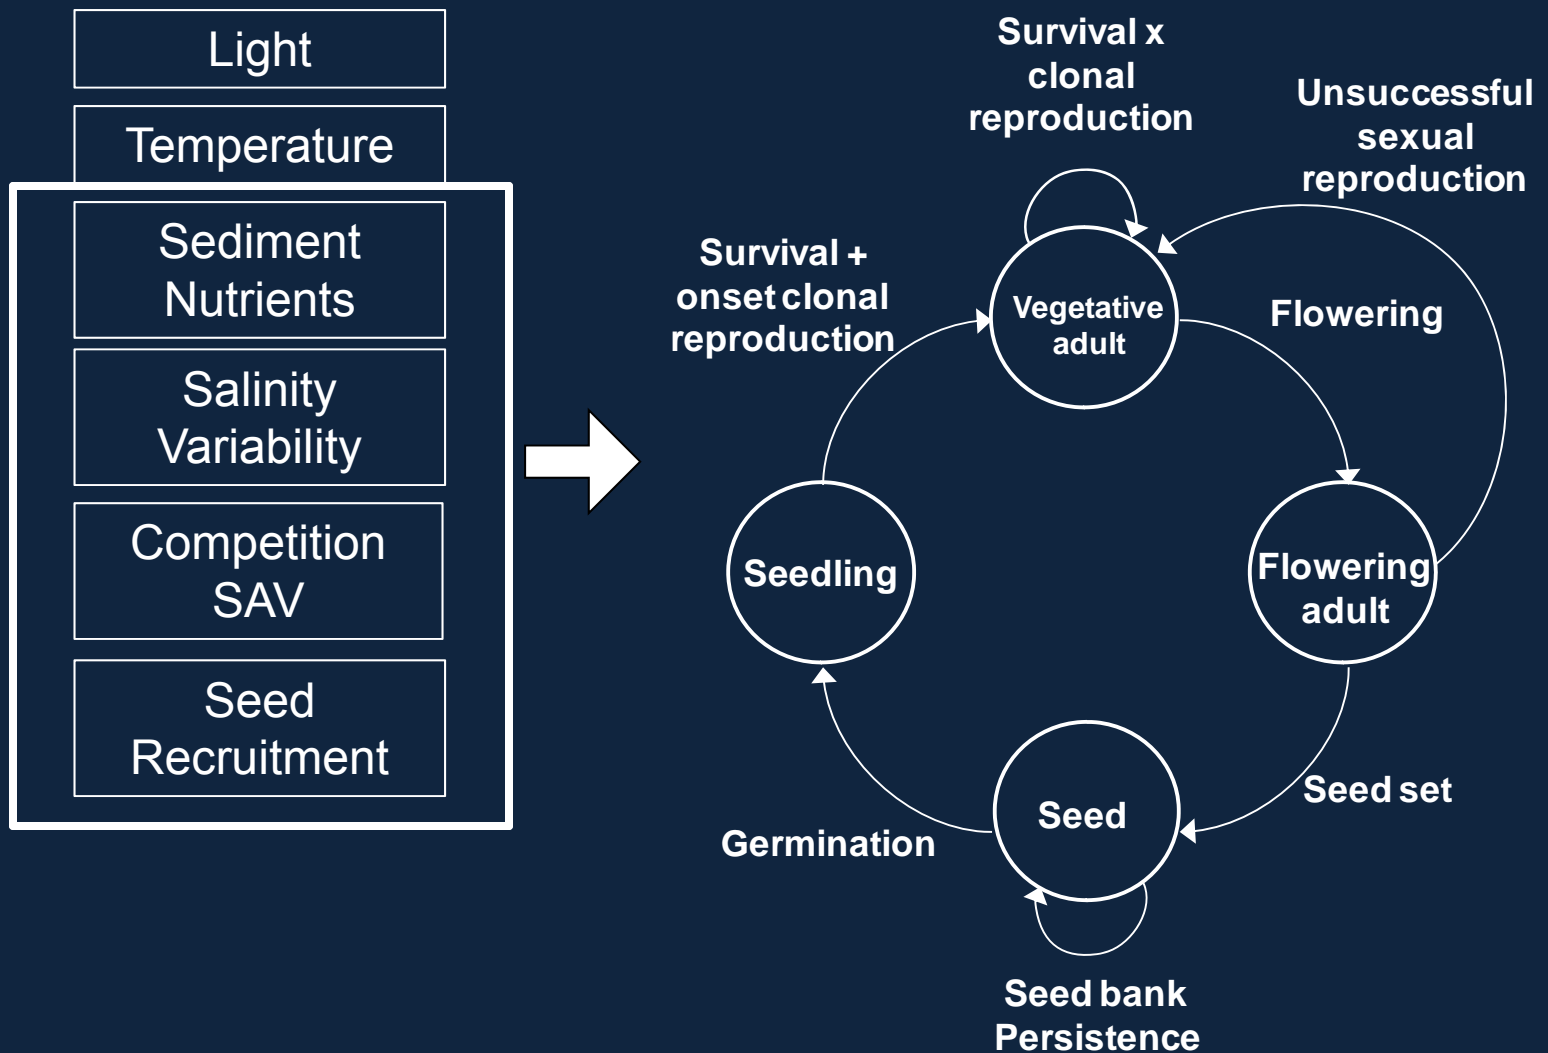 Light
Temperature
Sediment
Nutrients
Salinity
Variability
Competition
SAV
Seed
Recruitment
Survival x
clonal
reproduction
Unsuccessful
sexual
reproduction
Survival +
onset clonal
reproduction
Vegetative
adult
Flowering
Seedling
Flowering
adult
Seed
Seed set
Germination
Seed bank
Persistence